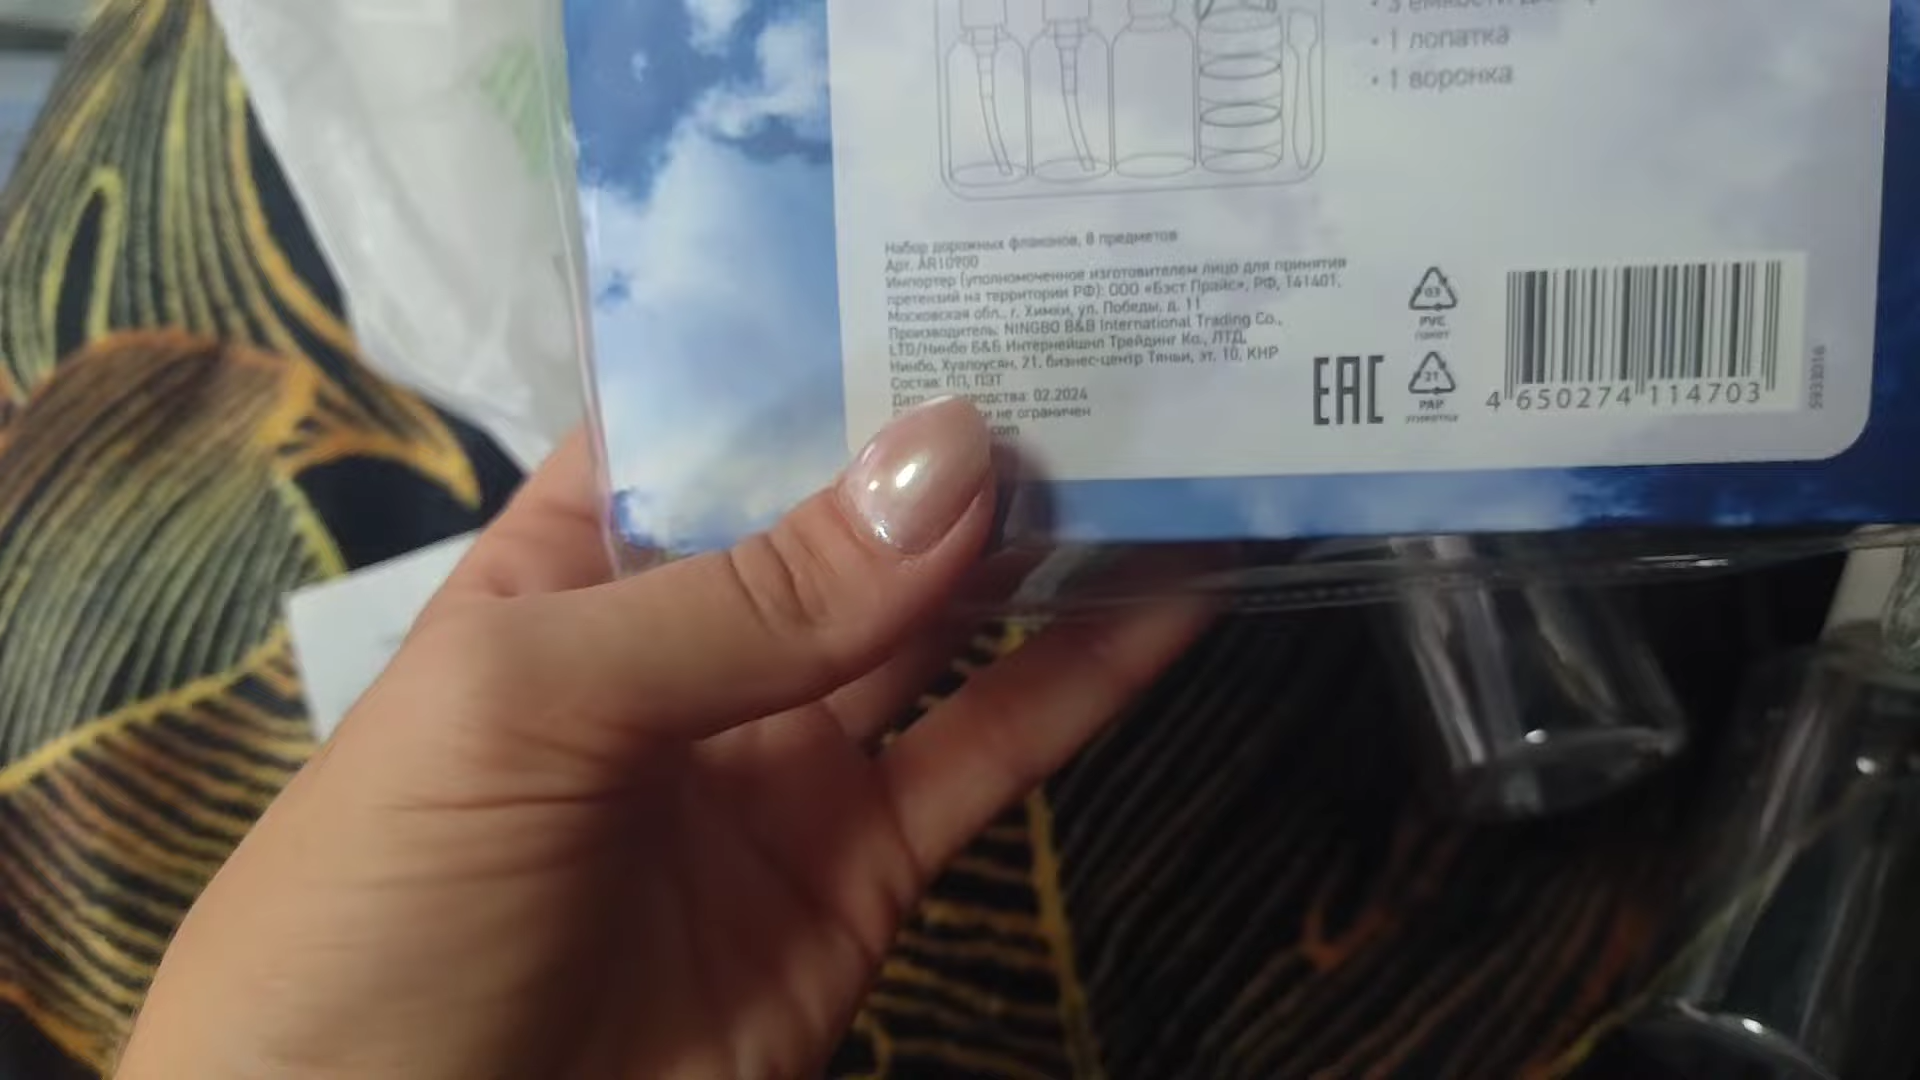 • 1 лопатка
• 1 воронка
Набор дорожных флаконов, 8 предметов
Арт. AR10900
Импортер (уполномоченное изготовителем лицо для принятия
претензий на территории РФ): ООО «Бэст Прайс», РФ, 141401,
Московская обл., г. Химки, ул. Победы, д. 11
Производитель: NINGBO B&B International Trading Co.,
LTD/Нинбо Б&Б Интернейшнл Трейдинг Ко., ЛТД,
Нинбо, Хуалоусян, 21, бизнес-центр Тяньи, эт. 10, КНР
Состав: ПП, ПЭТ
02.2024
не ограничен
.com
EAC
03
PVC
пакет
21
PAP
этикетка
4 650274 114703
5933016